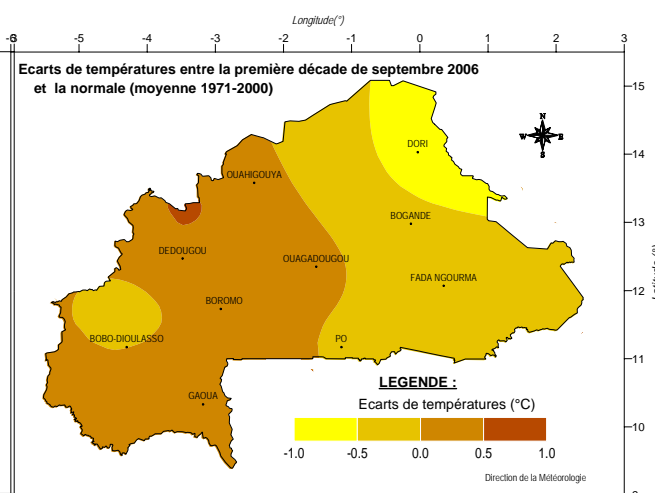 Longitude(°)
-6 -5 -4 -3 -2 -1 0 1 2 3
Ecarts de températures entre la première décade de septembre 2006
et la normale (moyenne 1971-2000)
15
N
W E
S
DORI
14
OUAHIGOUYA
BOGANDE
13
DEDOUGOU
OUAGADOUGOU
FADA NGOURMA
12
BOROMO
BOBO-DIOULASSO
PO
11
LEGENDE :
Ecarts de températures (°C)
GAOUA
10
-1.0 -0.5 0.0 0.5 1.0
Direction de la Météorologie